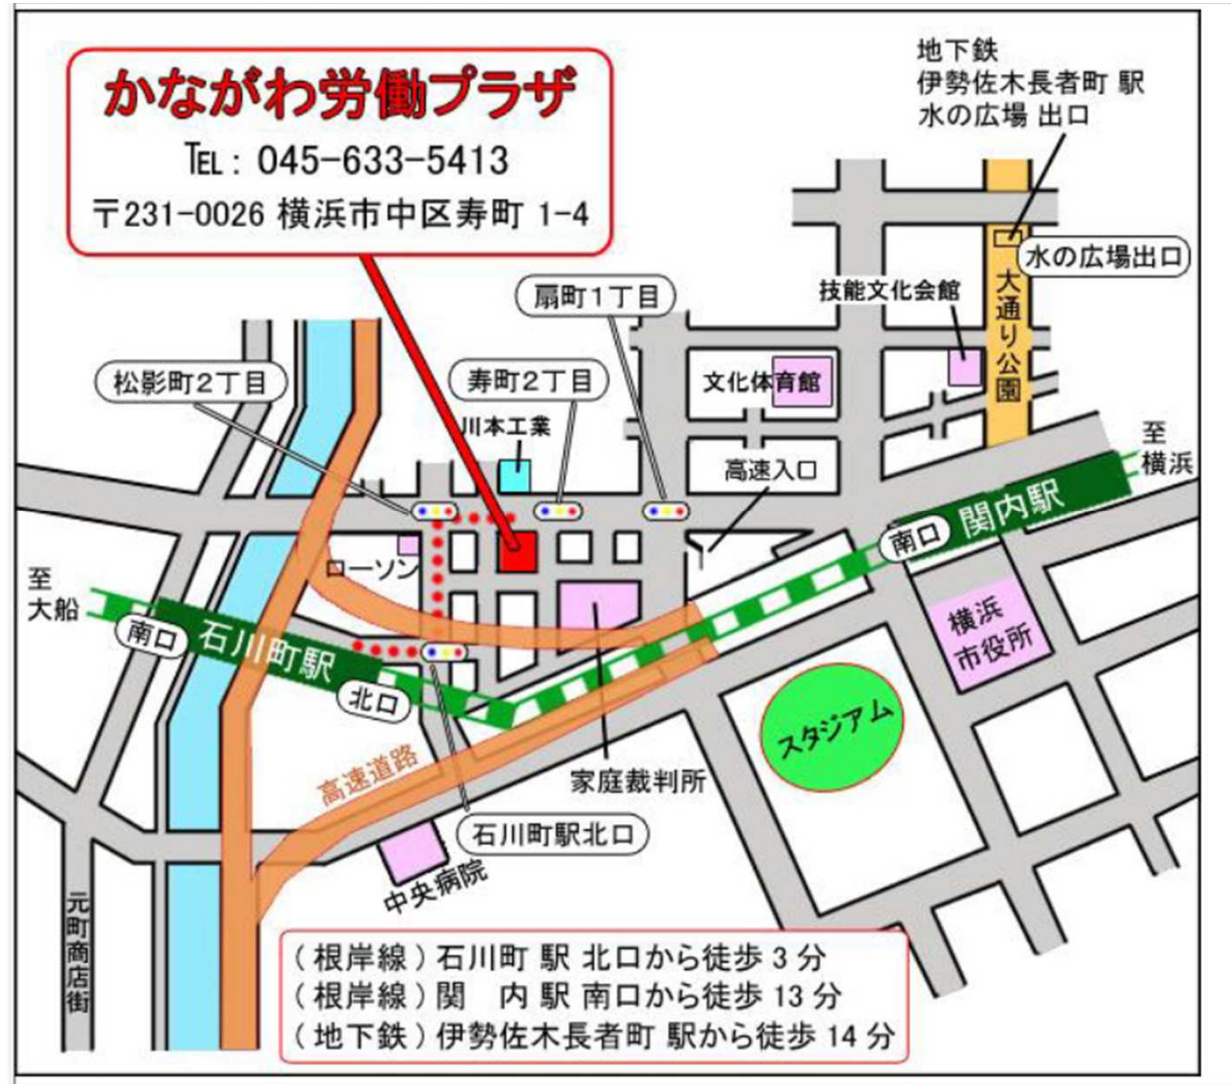 かながわ労働プラザ
TEL: 045-633-5413
〒231-0026 横浜市中区寿町 1-4
地下鉄
伊勢佐木長者町 駅
水の広場 出口
水の広場出口
大通り公園
技能文化会館
扇町1丁目
松影町2丁目
寿町2丁目
文化体育館
川本工業
高速入口
至
横浜
関内駅
南口
ローソン
至
大船
南口
石川町駅
北口
横浜
市役所
スタジアム
高速道路
家庭裁判所
石川町駅北口
中央病院
元町商店街
(根岸線)石川町 駅 北口から徒歩 3 分
(根岸線)関　内 駅 南口から徒歩 13 分
(地下鉄)伊勢佐木長者町 駅から徒歩 14 分